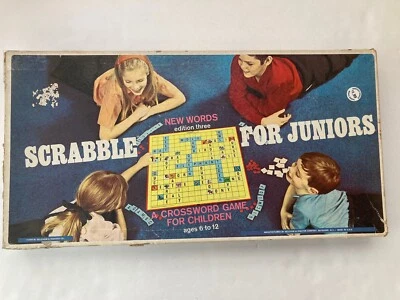 NEW WORDS
edition three
SCRABBLE FOR JUNIORS
A CROSSWORD GAME
FOR CHILDREN
ages 6 to 12